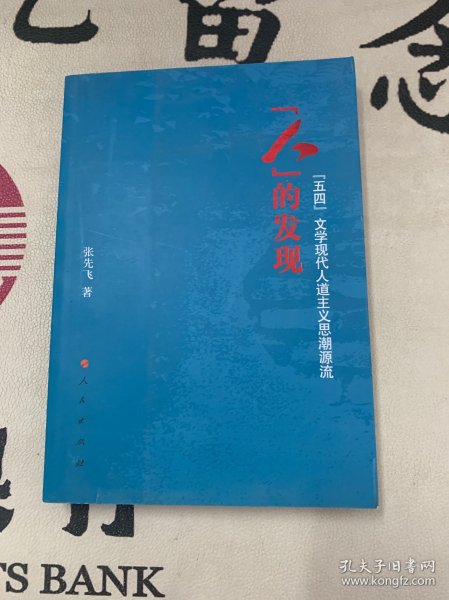 念
「人」的发现
「五四」文学现代人道主义思潮源流
张先飞 著
人民出版社
S BANK
孔夫子旧书网
www.kongfz.com